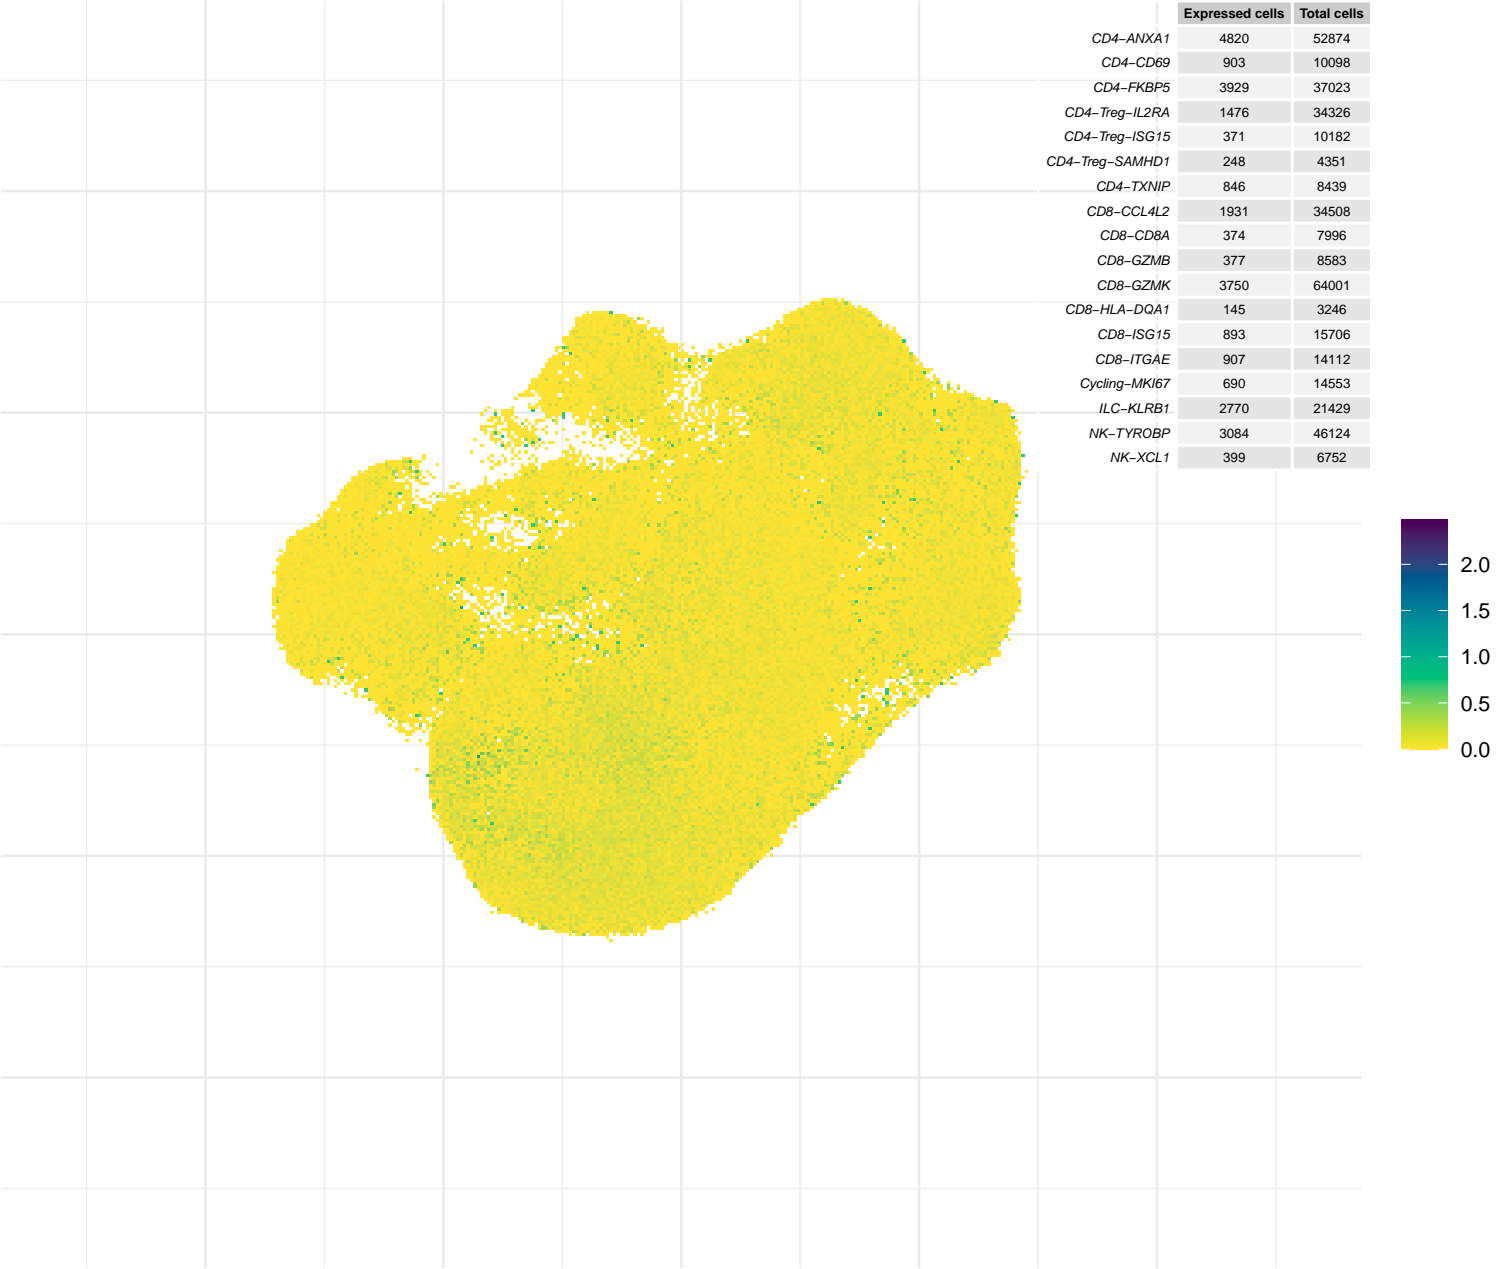 Expressed cells Total cells
CD4−ANXA1 4820 52874
CD4−CD69 903 10098
CD4−FKBP5 3929 37023
CD4−Treg−IL2RA 1476 34326
CD4−Treg−ISG15 371 10182
CD4−Treg−SAMHD1 248 4351
CD4−TXNIP 846 8439
CD8−CCL4L2 1931 34508
CD8−CD8A 374 7996
CD8−GZMB 377 8583
CD8−GZMK 3750 64001
CD8−HLA−DQA1 145 3246
CD8−ISG15 893 15706
CD8−ITGAE 907 14112
Cycling−MKI67 690 14553
ILC−KLRB1 2770 21429
NK−TYROBP 3084 46124
NK−XCL1 399 6752
2.0
1.5
1.0
0.5
0.0